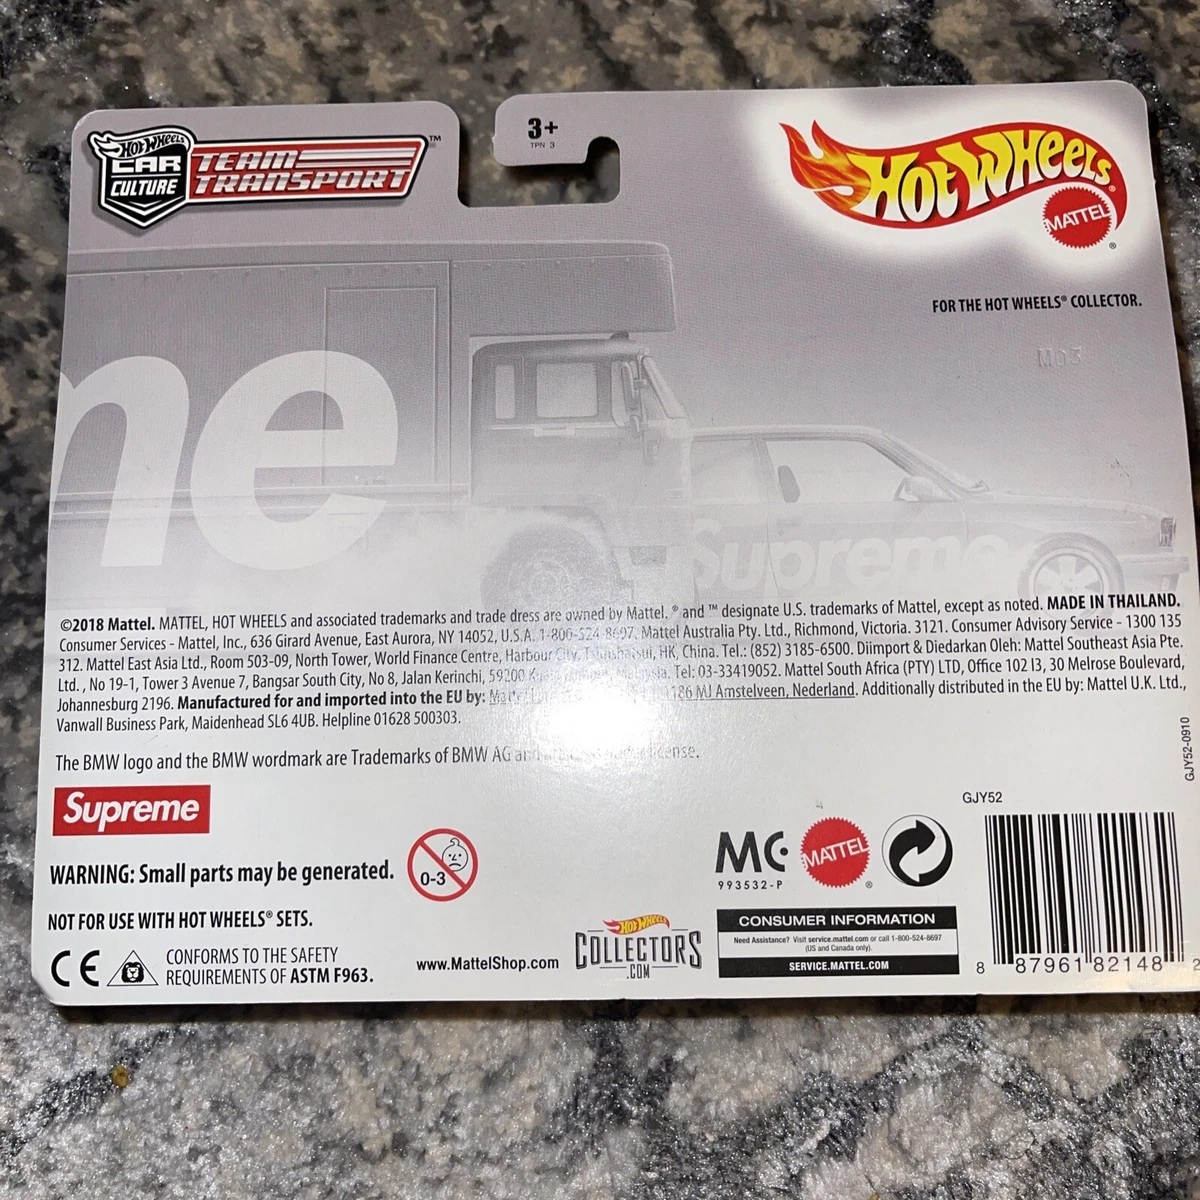 HOT WHEELS
CAR
CULTURE
TEAM
TRANSPORT™
3+
TPN 3
HOT WHEELS®
MATTEL
®
FOR THE HOT WHEELS® COLLECTOR.
M03
me
Supreme
©2018 Mattel. MATTEL, HOT WHEELS and associated trademarks and trade dress are owned by Mattel. ® and ™ designate U.S. trademarks of Mattel, except as noted. MADE IN THAILAND.
Consumer Services - Mattel, Inc., 636 Girard Avenue, East Aurora, NY 14052, U.S.A. 1-800-524-8697. Mattel Australia Pty. Ltd., Richmond, Victoria. 3121. Consumer Advisory Service - 1300 135
312. Mattel East Asia Ltd., Room 503-09, North Tower, World Finance Centre, Harbour City, Tsimshatsui, HK, China. Tel.: (852) 3185-6500. Diimport & Diedarkan Oleh: Mattel Southeast Asia Pte.
Ltd. , No 19-1, Tower 3 Avenue 7, Bangsar South City, No 8, Jalan Kerinchi, 59200 Tel: 03-33419052. Mattel South Africa (PTY) LTD, Office 102 I3, 30 Melrose Boulevard,
Johannesburg 2196. Manufactured for and imported into the EU by: 1186 MJ Amstelveen, Nederland. Additionally distributed in the EU by: Mattel U.K. Ltd.,
Vanwall Business Park, Maidenhead SL6 4UB. Helpline 01628 500303.
The BMW logo and the BMW wordmark are Trademarks of BMW AG and license.
Supreme
WARNING: Small parts may be generated.
0-3
NOT FOR USE WITH HOT WHEELS® SETS.
CE
CONFORMS TO THE SAFETY
REQUIREMENTS OF ASTM F963.
www.MattelShop.com
HOT WHEELS
COLLECTORS
.COM
MC
993532-P
MATTEL
®
CONSUMER INFORMATION
Need Assistance? Visit service.mattel.com or call 1-800-524-8697
(US and Canada only).
SERVICE.MATTEL.COM
GJY52
8 87961 82148 2
GJY52-0910